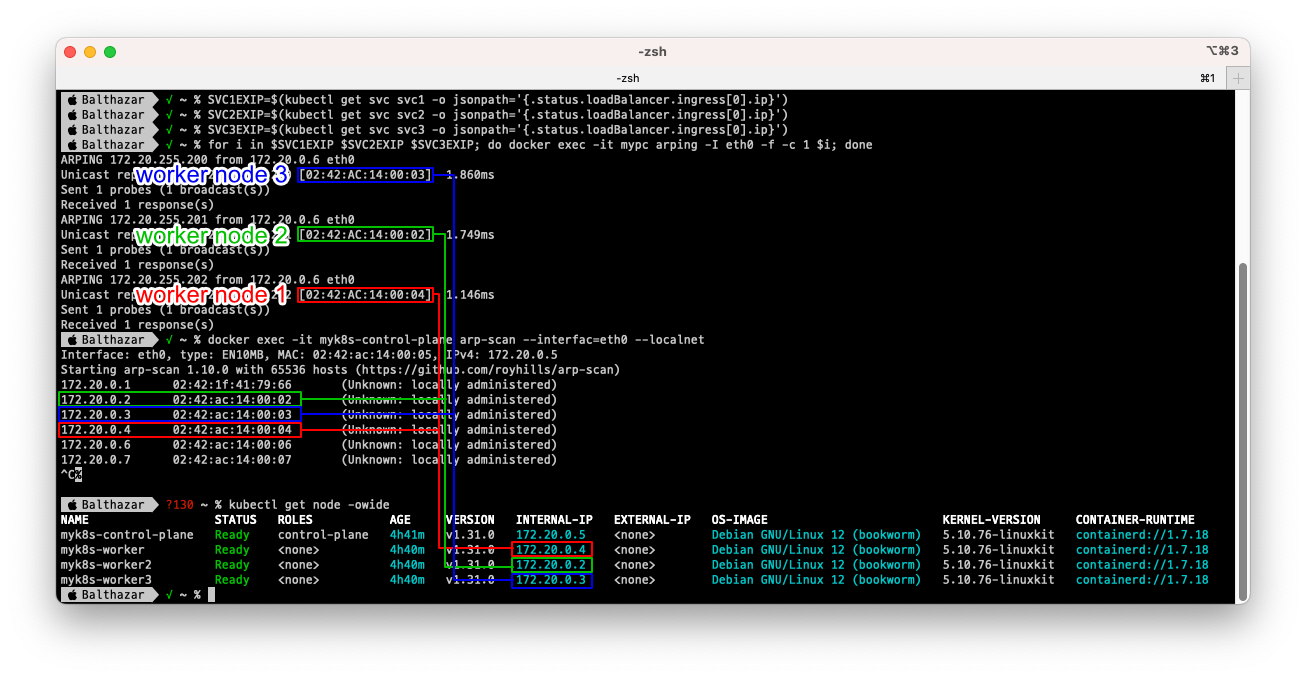 -zsh
⌥⌘3
-zsh
⌘1
Balthazar √ ~ % SVC1EXIP=$(kubectl get svc svc1 -o jsonpath='{.status.loadBalancer.ingress[0].ip}')
Balthazar √ ~ % SVC2EXIP=$(kubectl get svc svc2 -o jsonpath='{.status.loadBalancer.ingress[0].ip}')
Balthazar √ ~ % SVC3EXIP=$(kubectl get svc svc3 -o jsonpath='{.status.loadBalancer.ingress[0].ip}')
Balthazar √ ~ % for i in $SVC1EXIP $SVC2EXIP $SVC3EXIP; do docker exec -it mypc arping -I eth0 -f -c 1 $i; done
ARPING 172.20.255.200 from 172.20.0.6 eth0
Unicast worker node 3 [02:42:AC:14:00:03] 1.860ms
Sent 1 probes (1 broadcast(s))
Received 1 response(s)
ARPING 172.20.255.201 from 172.20.0.6 eth0
Unicast worker node 2 [02:42:AC:14:00:02] 1.749ms
Sent 1 probes (1 broadcast(s))
Received 1 response(s)
ARPING 172.20.255.202 from 172.20.0.6 eth0
Unicast worker node 1 [02:42:AC:14:00:04] 1.146ms
Sent 1 probes (1 broadcast(s))
Received 1 response(s)
Balthazar √ ~ % docker exec -it myk8s-control-plane arp-scan --interfac=eth0 --localnet
Interface: eth0, type: EN10MB, MAC: 02:42:ac:14:00:05, IPv4: 172.20.0.5
Starting arp-scan 1.10.0 with 65536 hosts (https://github.com/royhills/arp-scan)
172.20.0.1 02:42:1f:41:79:66 (Unknown: locally administered)
172.20.0.2 02:42:ac:14:00:02 (Unknown: locally administered)
172.20.0.3 02:42:ac:14:00:03 (Unknown: locally administered)
172.20.0.4 02:42:ac:14:00:04 (Unknown: locally administered)
172.20.0.6 02:42:ac:14:00:06 (Unknown: locally administered)
172.20.0.7 02:42:ac:14:00:07 (Unknown: locally administered)
^C%
Balthazar ?130 ~ % kubectl get node -owide
NAME STATUS ROLES AGE VERSION INTERNAL-IP EXTERNAL-IP OS-IMAGE KERNEL-VERSION CONTAINER-RUNTIME
myk8s-control-plane Ready control-plane 4h41m v1.31.0 172.20.0.5 <none> Debian GNU/Linux 12 (bookworm) 5.10.76-linuxkit containerd://1.7.18
myk8s-worker Ready <none> 4h40m v1.31.0 172.20.0.4 <none> Debian GNU/Linux 12 (bookworm) 5.10.76-linuxkit containerd://1.7.18
myk8s-worker2 Ready <none> 4h40m v1.31.0 172.20.0.2 <none> Debian GNU/Linux 12 (bookworm) 5.10.76-linuxkit containerd://1.7.18
myk8s-worker3 Ready <none> 4h40m v1.31.0 172.20.0.3 <none> Debian GNU/Linux 12 (bookworm) 5.10.76-linuxkit containerd://1.7.18
Balthazar √ ~ %